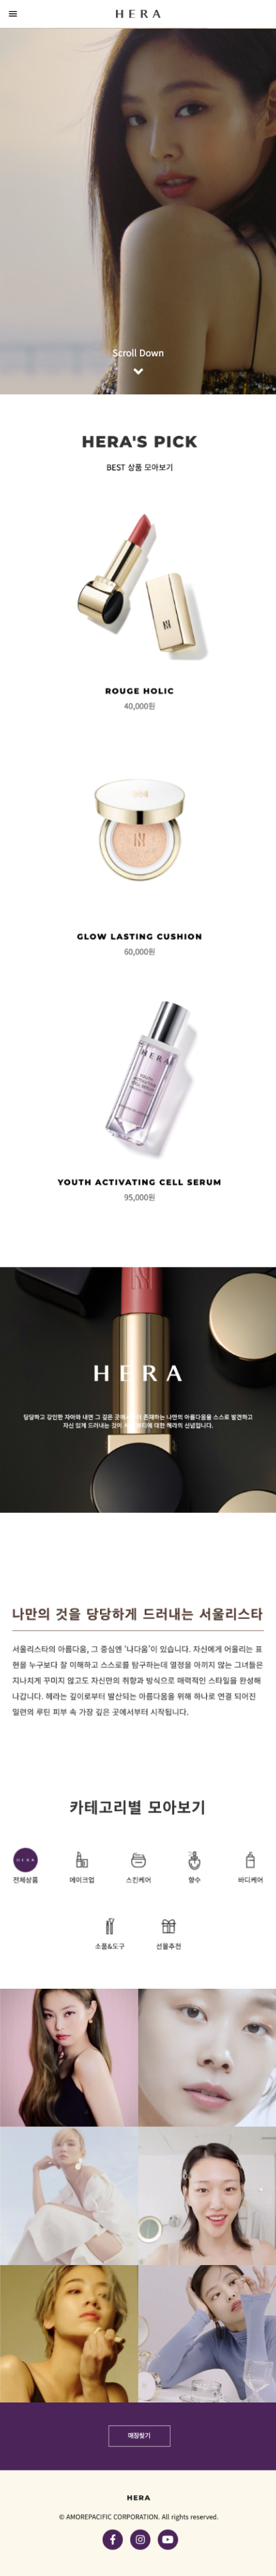 HERA
Scroll Down
HERA'S PICK
BEST 상품 모아보기
ROUGE HOLIC
40,000원
GLOW LASTING CUSHION
60,000원
HERA
YOUTH
ACTIVATING
CELL SERUM
YOUTH ACTIVATING CELL SERUM
95,000원
HERA
당당하고 강인한 자아와 내면 그 깊은 곳에서 존재하는 나만의 아름다움을 스스로 발견하고
자신 있게 드러내는 것이 대한 헤라의 신념입니다.
나만의 것을 당당하게 드러내는 서울리스타
서울리스타의 아름다움, 그 중심엔 '나다움'이 있습니다. 자신에게 어울리는 표
현을 누구보다 잘 이해하고 스스로를 탐구하는데 열정을 아끼지 않는 그녀들은
지나치게 꾸미지 않고도 자신만의 취향과 방식으로 매력적인 스타일을 완성해
나갑니다. 헤라는 깊이로부터 발산되는 아름다움을 위해 하나로 연결 되어진
일련의 루틴 피부 속 가장 깊은 곳에서부터 시작됩니다.
카테고리별 모아보기
HERA
전체상품 메이크업 스킨케어 향수 바디케어
소품&도구 선물추천
매장찾기
HERA
© AMOREPACIFIC CORPORATION. All rights reserved.